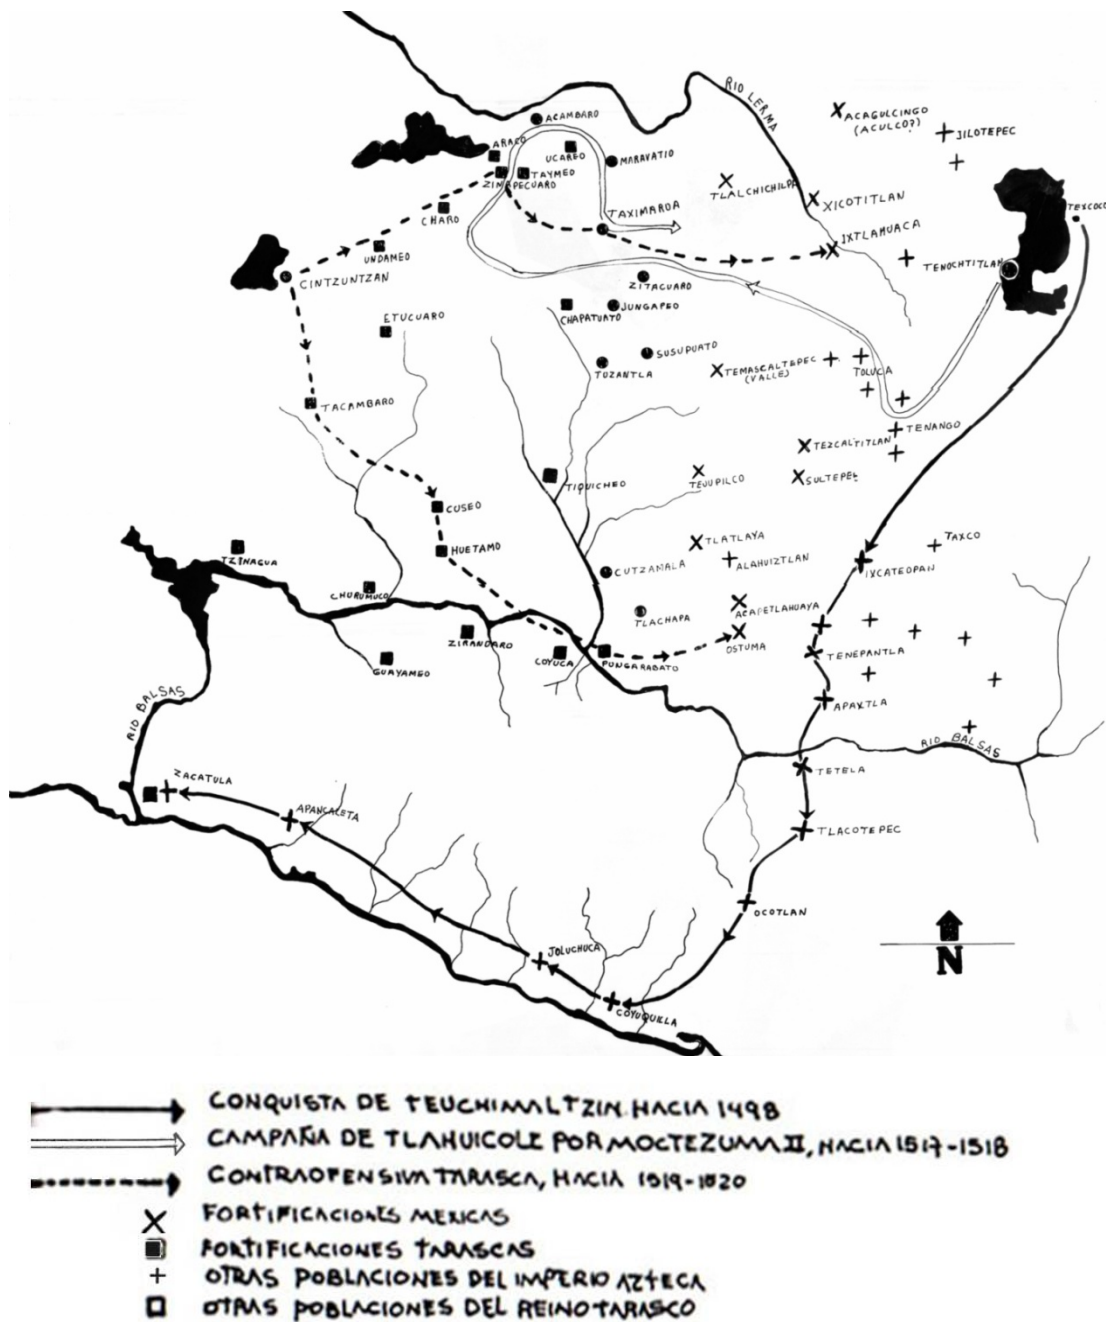 RIO LERMA
ACAMBARO
ACAGULCINGO
(ACULCO?)
JILOTEPEC
ARARO
UCAREO
MARAVATIO
ZINAPECUARO
TAYMEO
TLALCHICHILPA
XICOTITLAN
TEXCOCO
CHARO
TAXIMAROA
IXTLAHUACA
UNDAMEO
TENOCHTITLAN
CINTZUNTZAN
ZITACUARO
CHAPATUATO
JUNGAPEO
ETUCUARO
SUSUPUATO
TUZANTLA
TEMASCALTEPEC
(VALLE)
TOLUCA
TACAMBARO
TENANGO
TEZCALTITLAN
TIQUICHEO
TEJUPILCO
SULTEPEC
CUSEO
HUETAMO
TLATLAYA
TAXCO
TZINAGUA
ALAHUIZTLAN
IXCATEOPAN
CUTZAMALA
CHURUMUCO
ACAPETLAHUAYA
TLACHAPA
ZIRANDARO
OSTUMA
TENEPANTLA
GUAYAMEO
COYUCA
PUNGARABATO
APAXTLA
RIO BALSAS
RIO BALSAS
ZACATULA
TETELA
APANCALETA
TLACOTEPEC
OCOTLAN
JOLUCHUCA
N
COYUQUILA
CONQUISTA DE TEUCHIMALTZIN. HACIA 1498
CAMPAÑA DE TLAHUICOLE POR MOCTEZUMA II, HACIA 1517-1518
CONTRAOFENSIVA TARASCA, HACIA 1519-1520
FORTIFICACIONES MEXICAS
FORTIFICACIONES TARASCAS
OTRAS POBLACIONES DEL IMPERIO AZTECA
OTRAS POBLACIONES DEL REINO TARASCO